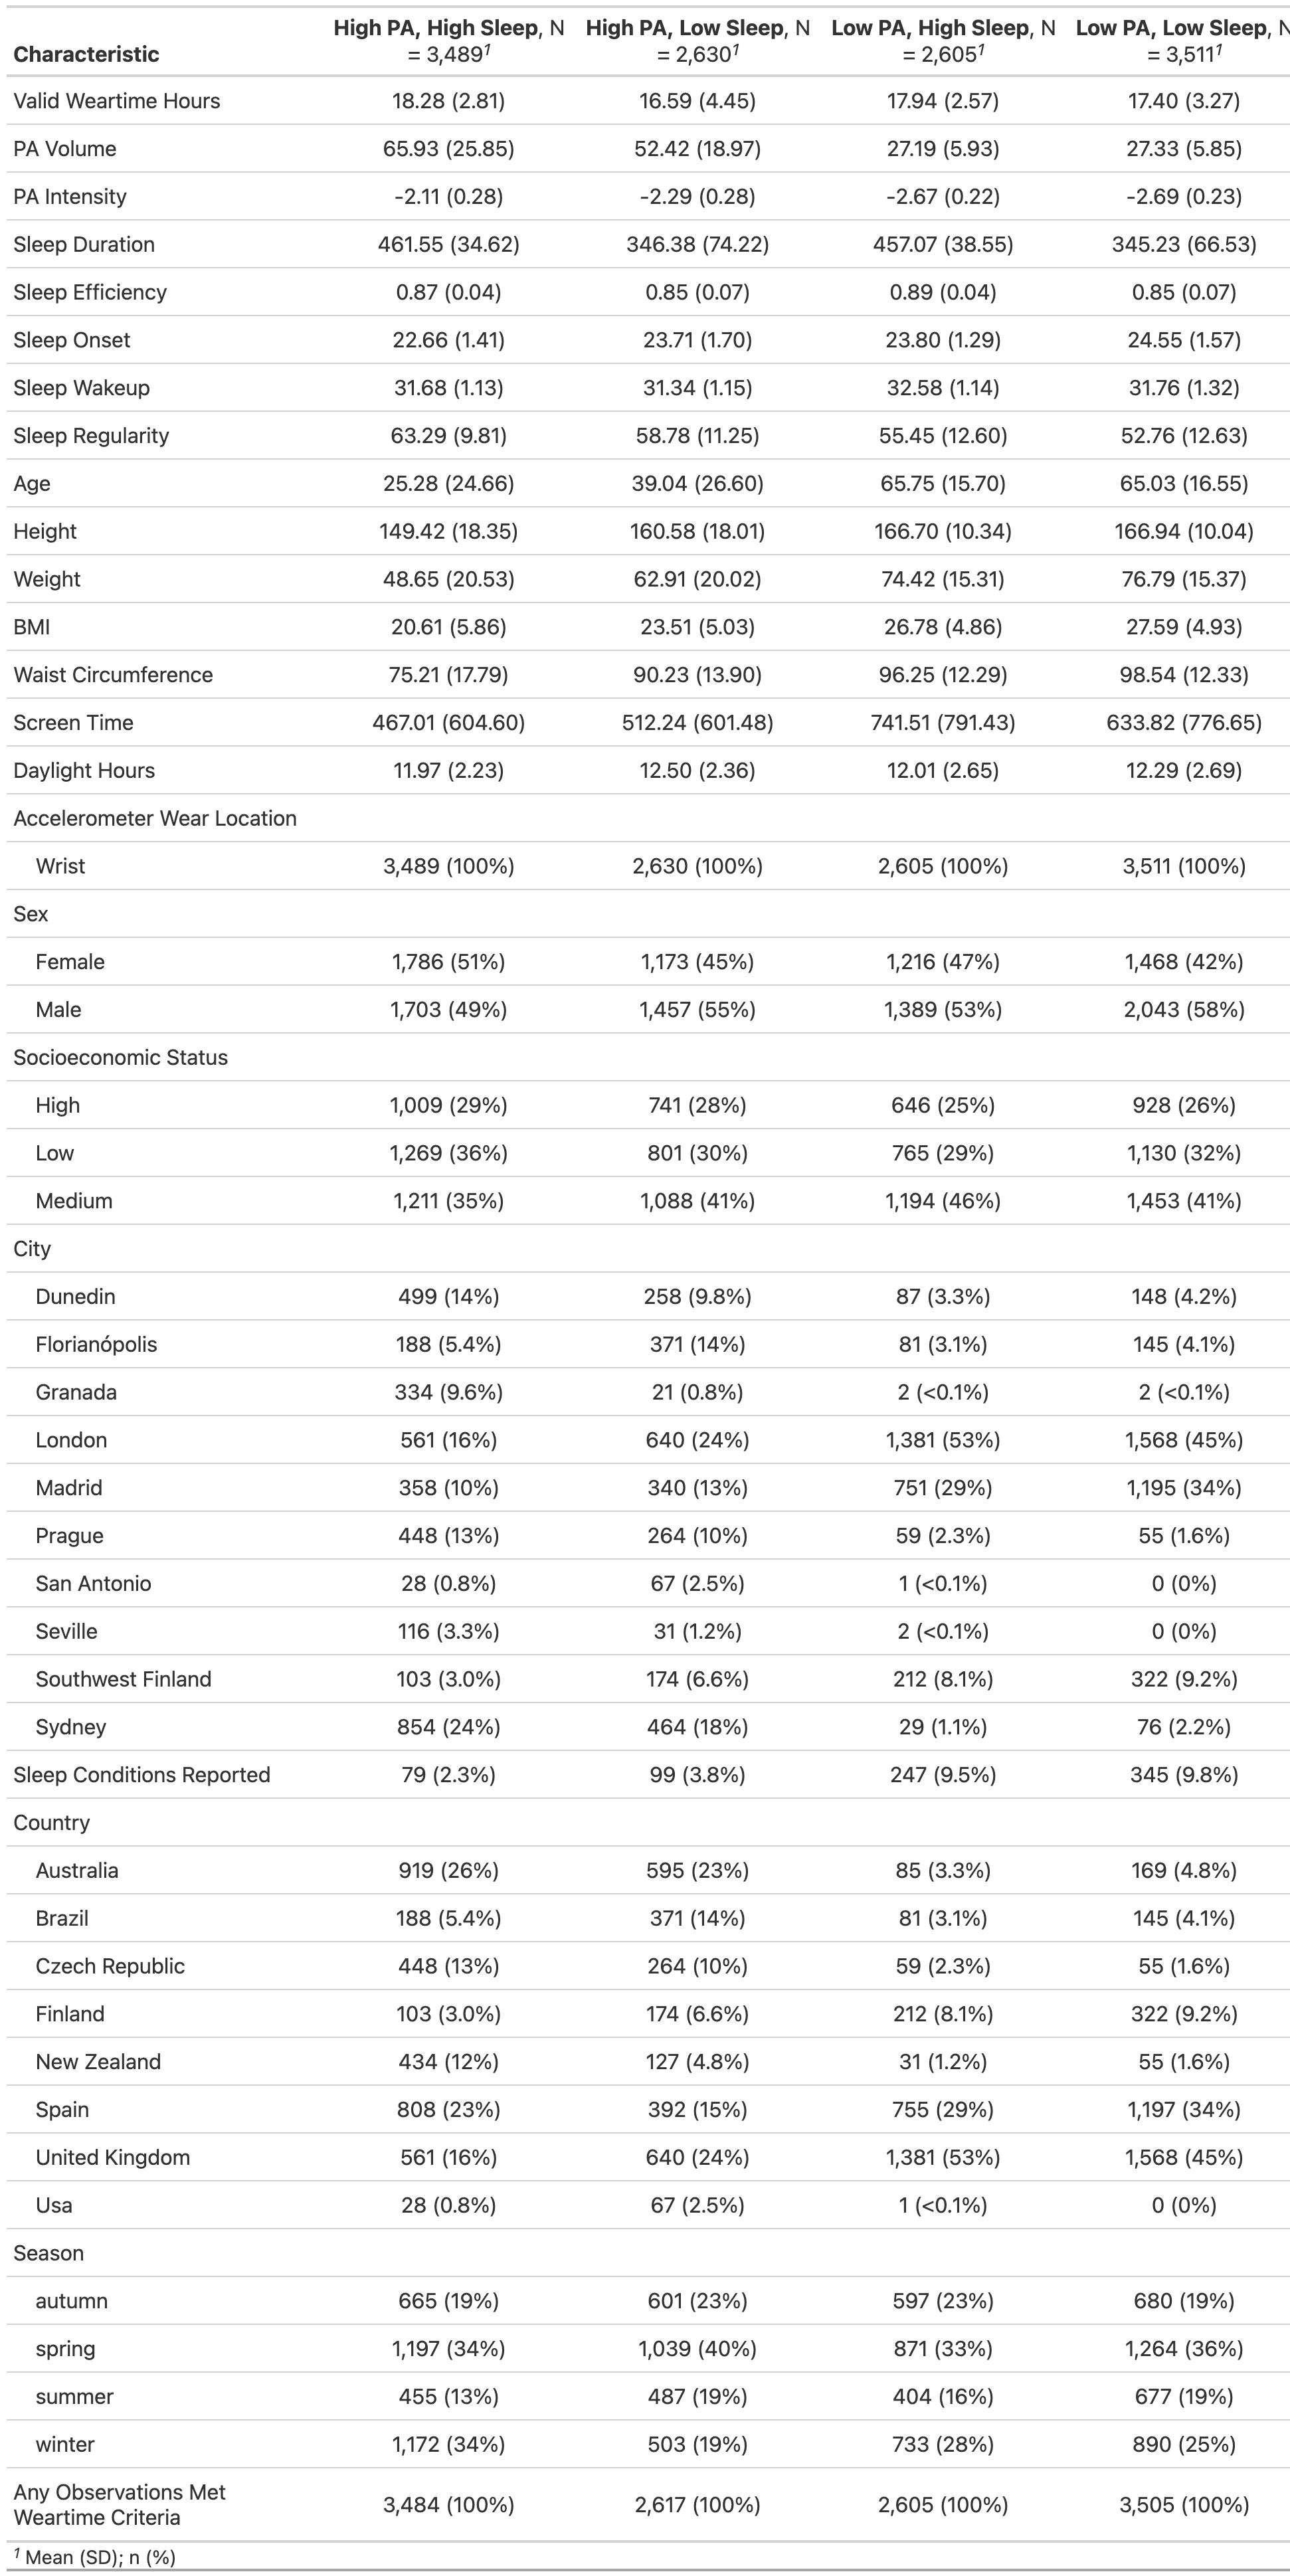 Characteristic High PA, High Sleep, N = 3,489¹ High PA, Low Sleep, N = 2,630¹ Low PA, High Sleep, N = 2,605¹ Low PA, Low Sleep, N = 3,511¹
Valid Weartime Hours 18.28 (2.81) 16.59 (4.45) 17.94 (2.57) 17.40 (3.27)
PA Volume 65.93 (25.85) 52.42 (18.97) 27.19 (5.93) 27.33 (5.85)
PA Intensity -2.11 (0.28) -2.29 (0.28) -2.67 (0.22) -2.69 (0.23)
Sleep Duration 461.55 (34.62) 346.38 (74.22) 457.07 (38.55) 345.23 (66.53)
Sleep Efficiency 0.87 (0.04) 0.85 (0.07) 0.89 (0.04) 0.85 (0.07)
Sleep Onset 22.66 (1.41) 23.71 (1.70) 23.80 (1.29) 24.55 (1.57)
Sleep Wakeup 31.68 (1.13) 31.34 (1.15) 32.58 (1.14) 31.76 (1.32)
Sleep Regularity 63.29 (9.81) 58.78 (11.25) 55.45 (12.60) 52.76 (12.63)
Age 25.28 (24.66) 39.04 (26.60) 65.75 (15.70) 65.03 (16.55)
Height 149.42 (18.35) 160.58 (18.01) 166.70 (10.34) 166.94 (10.04)
Weight 48.65 (20.53) 62.91 (20.02) 74.42 (15.31) 76.79 (15.37)
BMI 20.61 (5.86) 23.51 (5.03) 26.78 (4.86) 27.59 (4.93)
Waist Circumference 75.21 (17.79) 90.23 (13.90) 96.25 (12.29) 98.54 (12.33)
Screen Time 467.01 (604.60) 512.24 (601.48) 741.51 (791.43) 633.82 (776.65)
Daylight Hours 11.97 (2.23) 12.50 (2.36) 12.01 (2.65) 12.29 (2.69)
Accelerometer Wear Location
Wrist 3,489 (100%) 2,630 (100%) 2,605 (100%) 3,511 (100%)
Sex
Female 1,786 (51%) 1,173 (45%) 1,216 (47%) 1,468 (42%)
Male 1,703 (49%) 1,457 (55%) 1,389 (53%) 2,043 (58%)
Socioeconomic Status
High 1,009 (29%) 741 (28%) 646 (25%) 928 (26%)
Low 1,269 (36%) 801 (30%) 765 (29%) 1,130 (32%)
Medium 1,211 (35%) 1,088 (41%) 1,194 (46%) 1,453 (41%)
City
Dunedin 499 (14%) 258 (9.8%) 87 (3.3%) 148 (4.2%)
Florianópolis 188 (5.4%) 371 (14%) 81 (3.1%) 145 (4.1%)
Granada 334 (9.6%) 21 (0.8%) 2 (<0.1%) 2 (<0.1%)
London 561 (16%) 640 (24%) 1,381 (53%) 1,568 (45%)
Madrid 358 (10%) 340 (13%) 751 (29%) 1,195 (34%)
Prague 448 (13%) 264 (10%) 59 (2.3%) 55 (1.6%)
San Antonio 28 (0.8%) 67 (2.5%) 1 (<0.1%) 0 (0%)
Seville 116 (3.3%) 31 (1.2%) 2 (<0.1%) 0 (0%)
Southwest Finland 103 (3.0%) 174 (6.6%) 212 (8.1%) 322 (9.2%)
Sydney 854 (24%) 464 (18%) 29 (1.1%) 76 (2.2%)
Sleep Conditions Reported 79 (2.3%) 99 (3.8%) 247 (9.5%) 345 (9.8%)
Country
Australia 919 (26%) 595 (23%) 85 (3.3%) 169 (4.8%)
Brazil 188 (5.4%) 371 (14%) 81 (3.1%) 145 (4.1%)
Czech Republic 448 (13%) 264 (10%) 59 (2.3%) 55 (1.6%)
Finland 103 (3.0%) 174 (6.6%) 212 (8.1%) 322 (9.2%)
New Zealand 434 (12%) 127 (4.8%) 31 (1.2%) 55 (1.6%)
Spain 808 (23%) 392 (15%) 755 (29%) 1,197 (34%)
United Kingdom 561 (16%) 640 (24%) 1,381 (53%) 1,568 (45%)
Usa 28 (0.8%) 67 (2.5%) 1 (<0.1%) 0 (0%)
Season
autumn 665 (19%) 601 (23%) 597 (23%) 680 (19%)
spring 1,197 (34%) 1,039 (40%) 871 (33%) 1,264 (36%)
summer 455 (13%) 487 (19%) 404 (16%) 677 (19%)
winter 1,172 (34%) 503 (19%) 733 (28%) 890 (25%)
Any Observations Met Weartime Criteria 3,484 (100%) 2,617 (100%) 2,605 (100%) 3,505 (100%)
¹ Mean (SD); n (%)